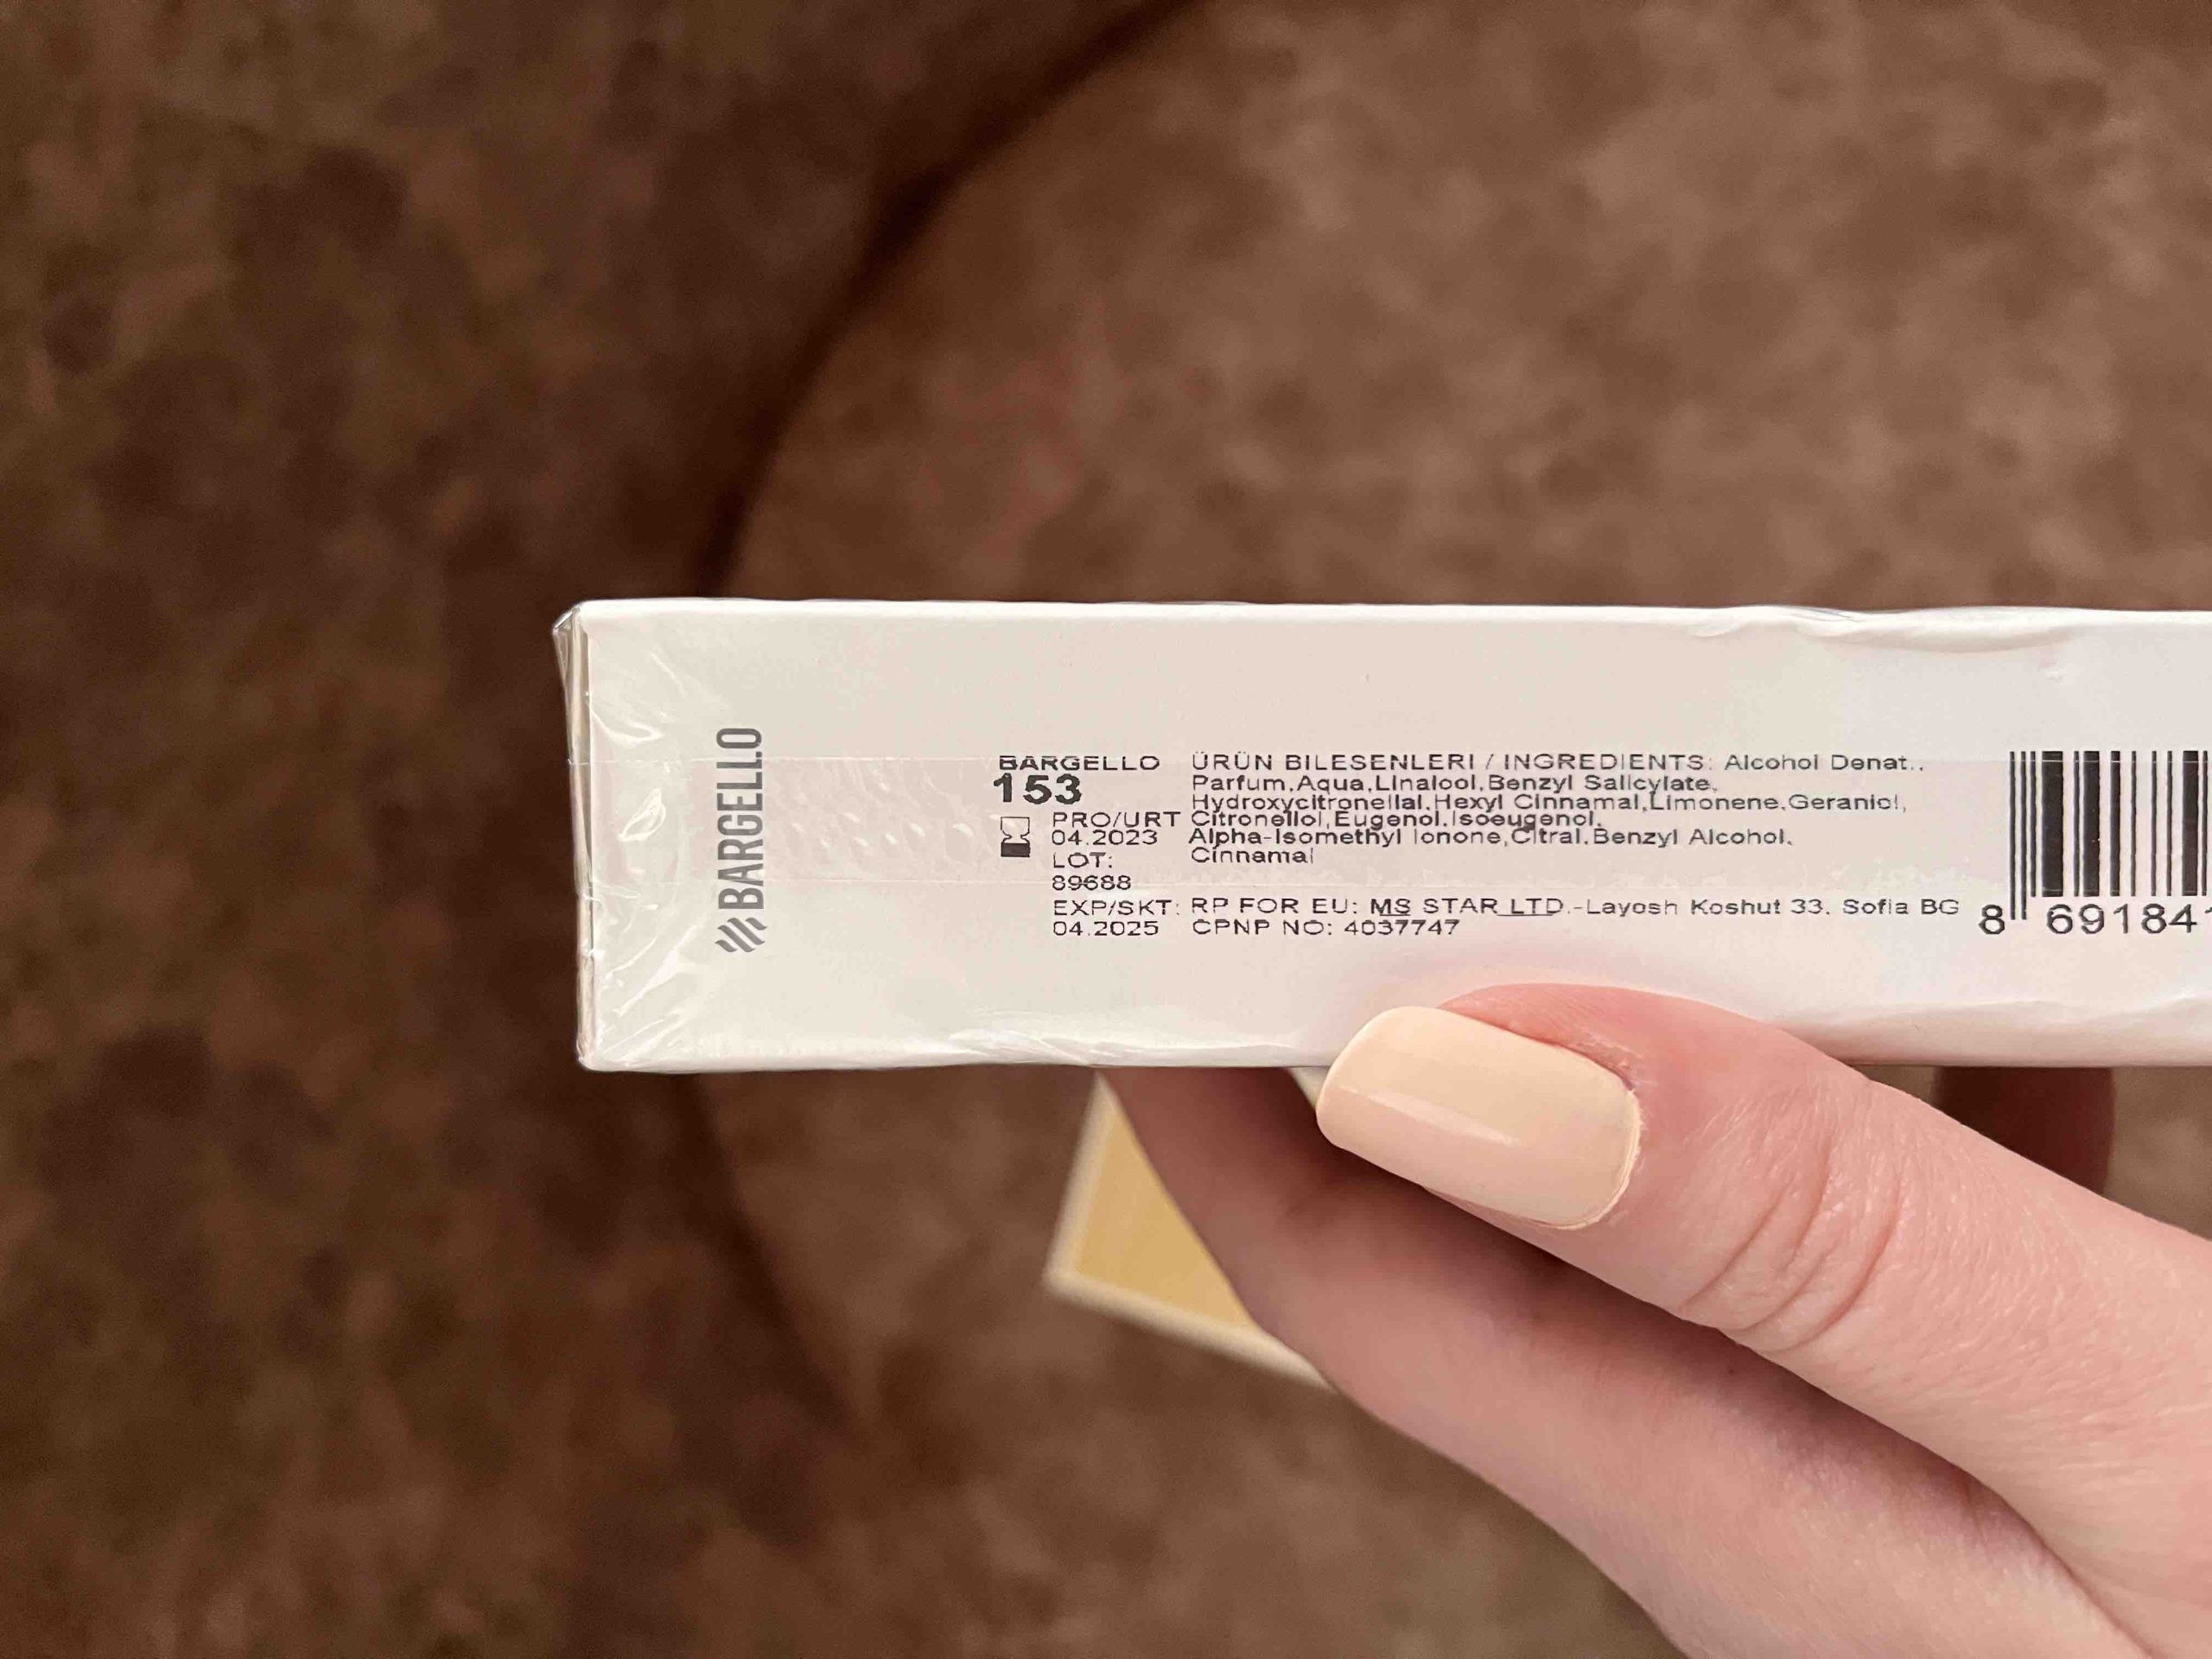 BARGELLO
BARGELLO
153
PRO/URT
04.2023
LOT:
89688
EXP/SKT:
04.2025
ÜRÜN BILESENLERI / INGREDIENTS: Alcohol Denat.,
Parfum,Aqua,Linalool,Benzyl Salicylate,
Hydroxycitronellal,Hexyl Cinnamal,Limonene,Geraniol,
Citronellol,Eugenol,Isoeugenol,
Alpha-Isomethyl Ionone,Citral,Benzyl Alcohol,
Cinnamal
RP FOR EU: MS STAR LTD.-Layosh Koshut 33, Sofia BG
CPNP NO: 4037747
8 69184